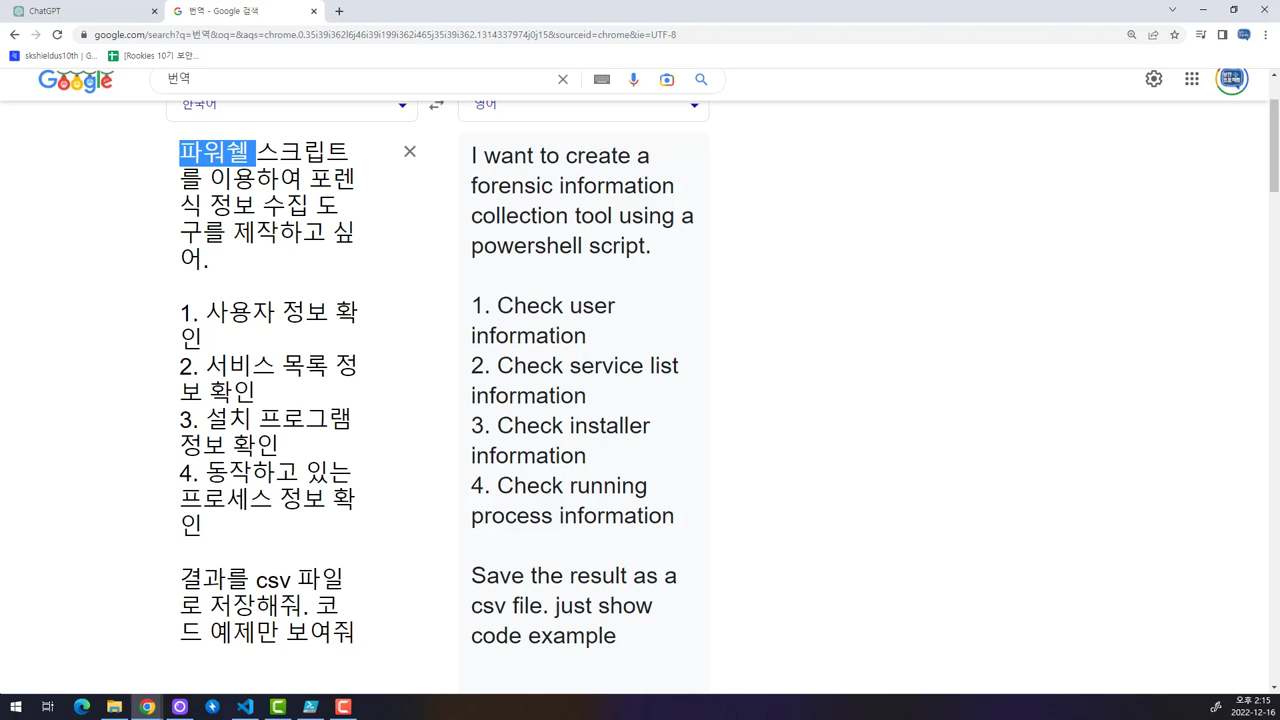 ChatGPT
번역 - Google 검색
google.com/search?q=번역&oq=&aqs=chrome.0.35i39i362l6j46i39i199i362i465j35i39i362.1314337974j0j15&sourceid=chrome&ie=UTF-8
skshieldus10th | G...
[Rookies 10기 보안...
Google
번역
한국어
영어
파워쉘 스크립트
를 이용하여 포렌
식 정보 수집 도
구를 제작하고 싶
어.
1. 사용자 정보 확
인
2. 서비스 목록 정
보 확인
3. 설치 프로그램
정보 확인
4. 동작하고 있는
프로세스 정보 확
인
결과를 csv 파일
로 저장해줘. 코
드 예제만 보여줘
I want to create a
forensic information
collection tool using a
powershell script.
1. Check user
information
2. Check service list
information
3. Check installer
information
4. Check running
process information
Save the result as a
csv file. just show
code example
오후 2:15
2022-12-16